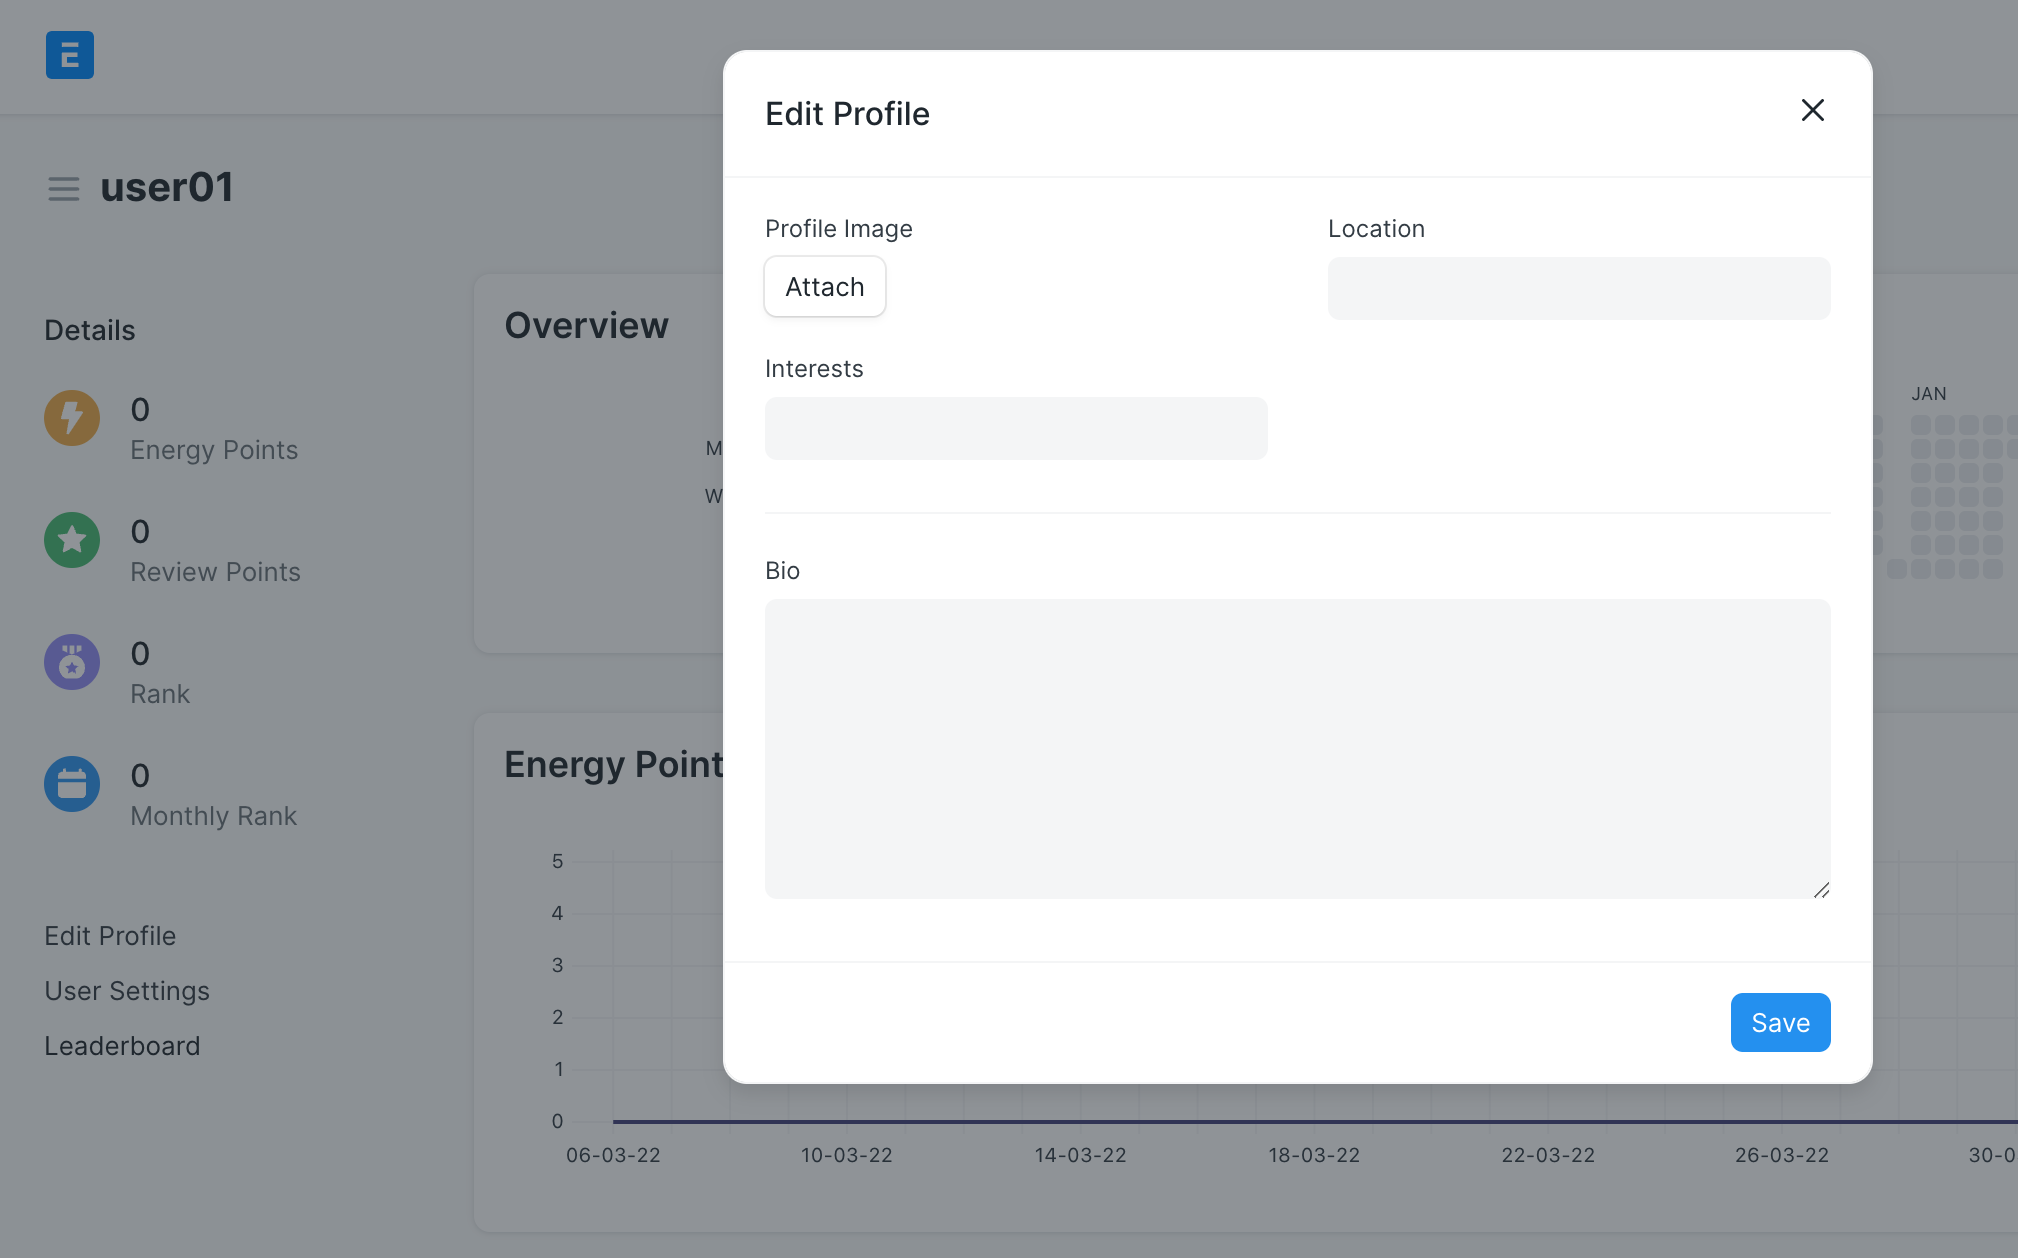 E
user01
Details
0
Energy Points
0
Review Points
0
Rank
0
Monthly Rank
Edit Profile
User Settings
Leaderboard
Overview
M
W
JAN
Energy Point
5
4
3
2
1
0
06-03-22
10-03-22
14-03-22
18-03-22
22-03-22
26-03-22
30-0
Edit Profile
Profile Image
Attach
Location
Interests
Bio
Save